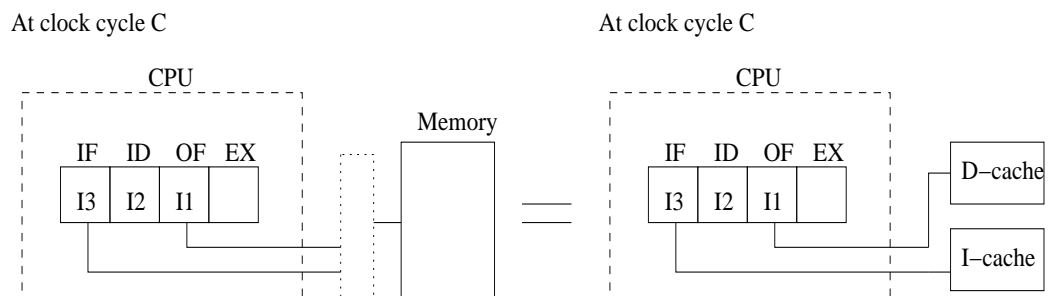 At clock cycle C
At clock cycle C
CPU
CPU
Memory
IF ID OF EX
IF ID OF EX
I3 I2 I1
I3 I2 I1
D−cache
I−cache